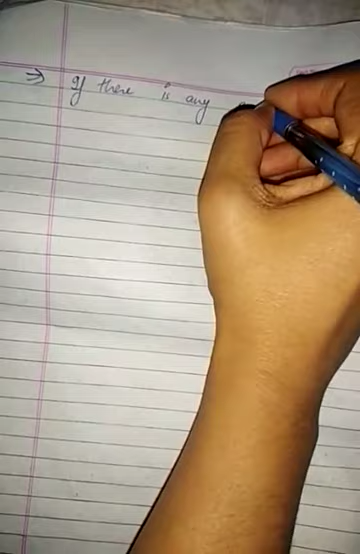 ⇒ If there is any